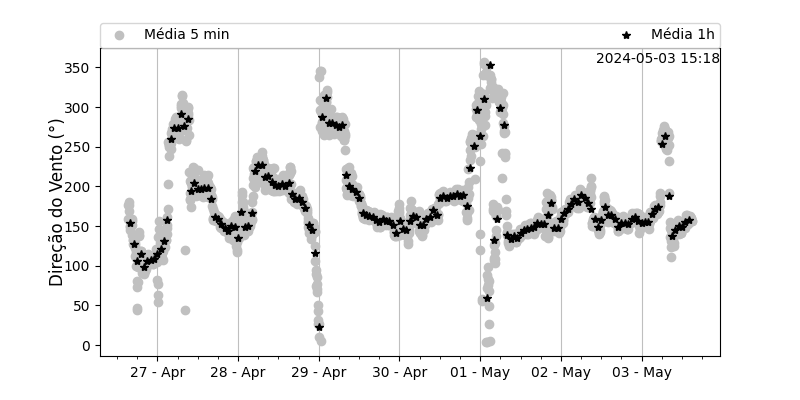 Média 5 min
Média 1h
2024-05-03 15:18
Direção do Vento (°)
350
300
250
200
150
100
50
0
27 - Apr
28 - Apr
29 - Apr
30 - Apr
01 - May
02 - May
03 - May